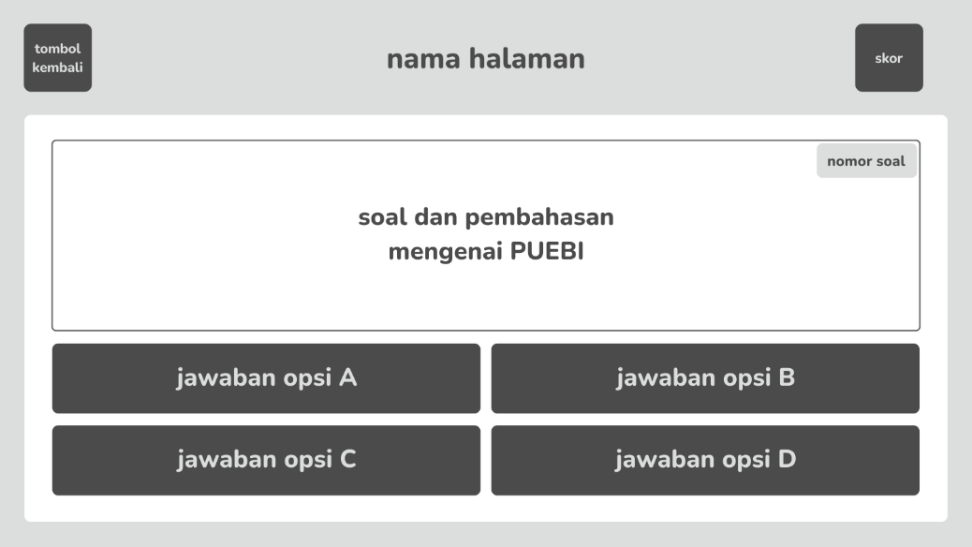 tombol
kembali
nama halaman
skor
nomor soal
soal dan pembahasan
mengenai PUEBI
jawaban opsi A
jawaban opsi B
jawaban opsi C
jawaban opsi D